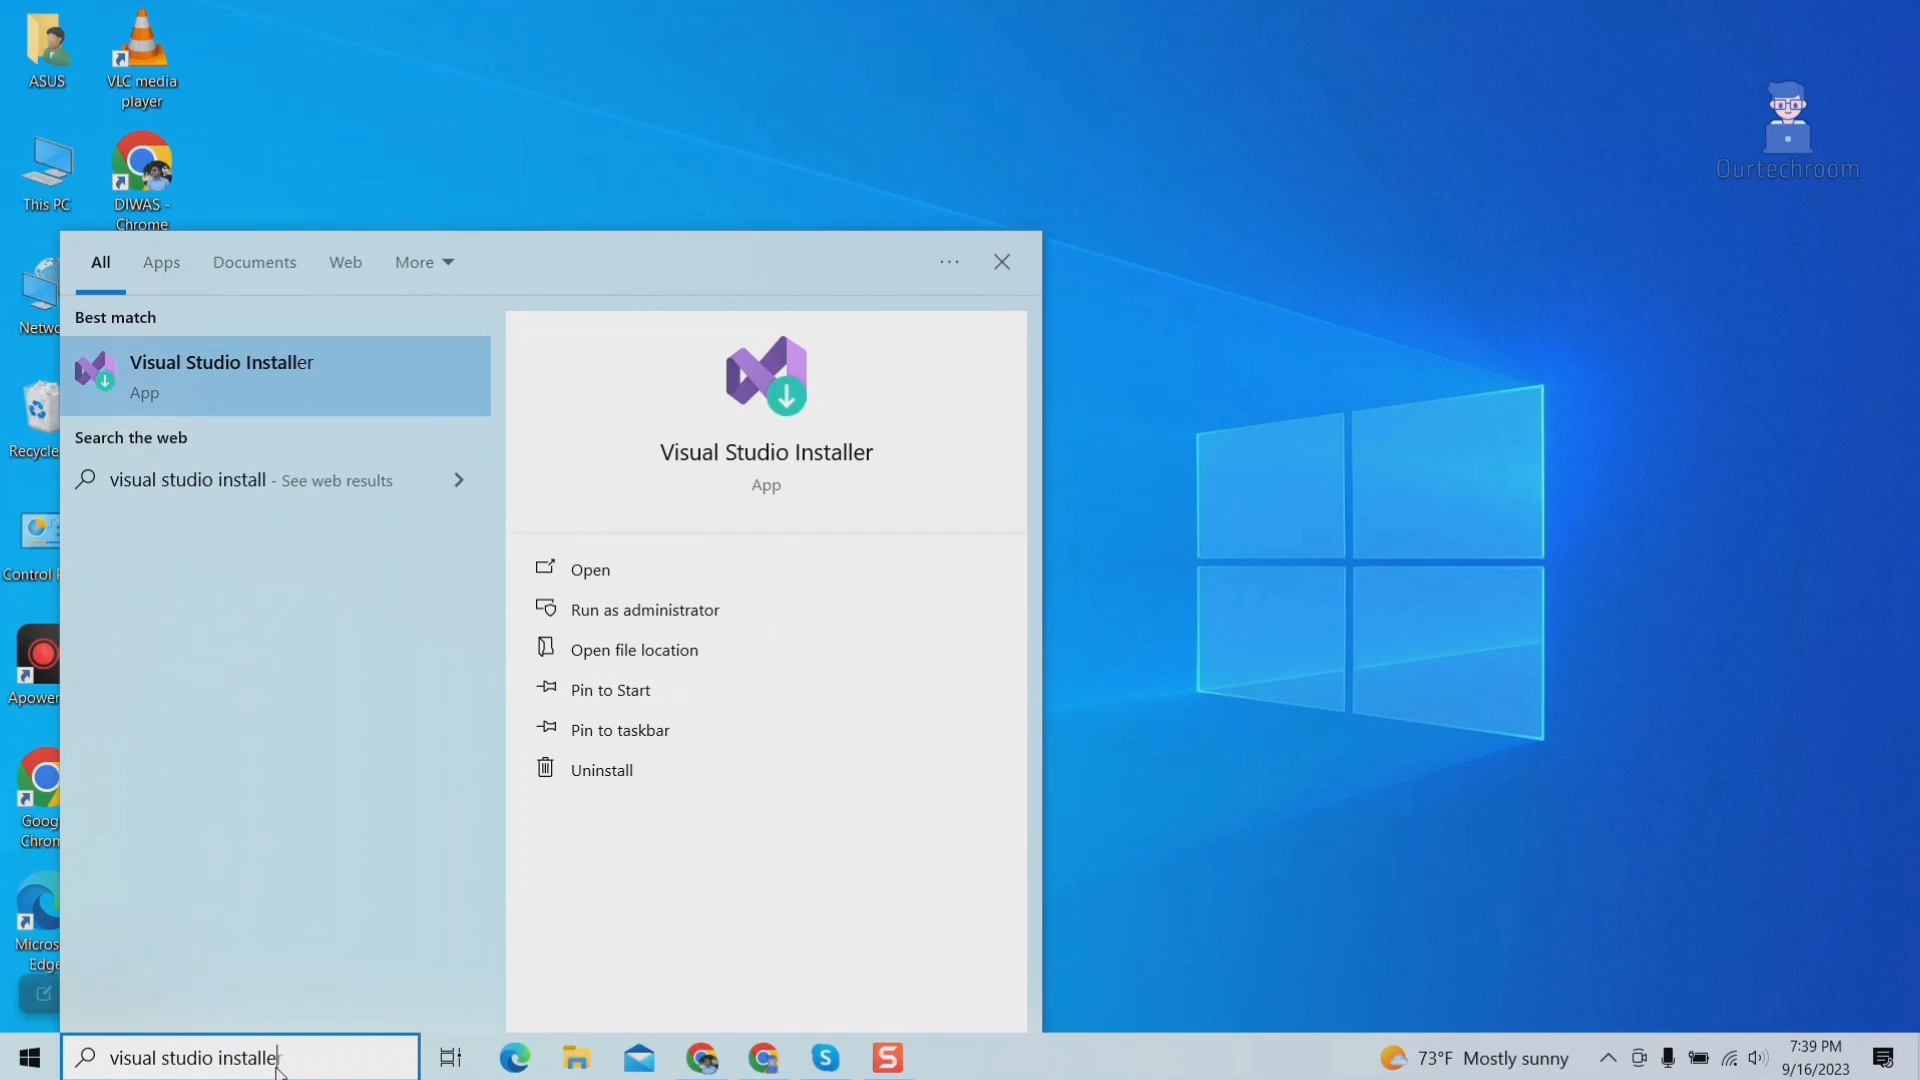 ASUS
VLC media
player
This PC
DIWAS -
Chrome
Ourtechroom
Netwo
Recycle
Control P
Apower
Goog
Chron
Micros
Edge
All
Apps
Documents
Web
More
Best match
Visual Studio Installer
App
Search the web
visual studio install - See web results
Visual Studio Installer
App
Open
Run as administrator
Open file location
Pin to Start
Pin to taskbar
Uninstall
visual studio installer
73°F Mostly sunny
7:39 PM
9/16/2023